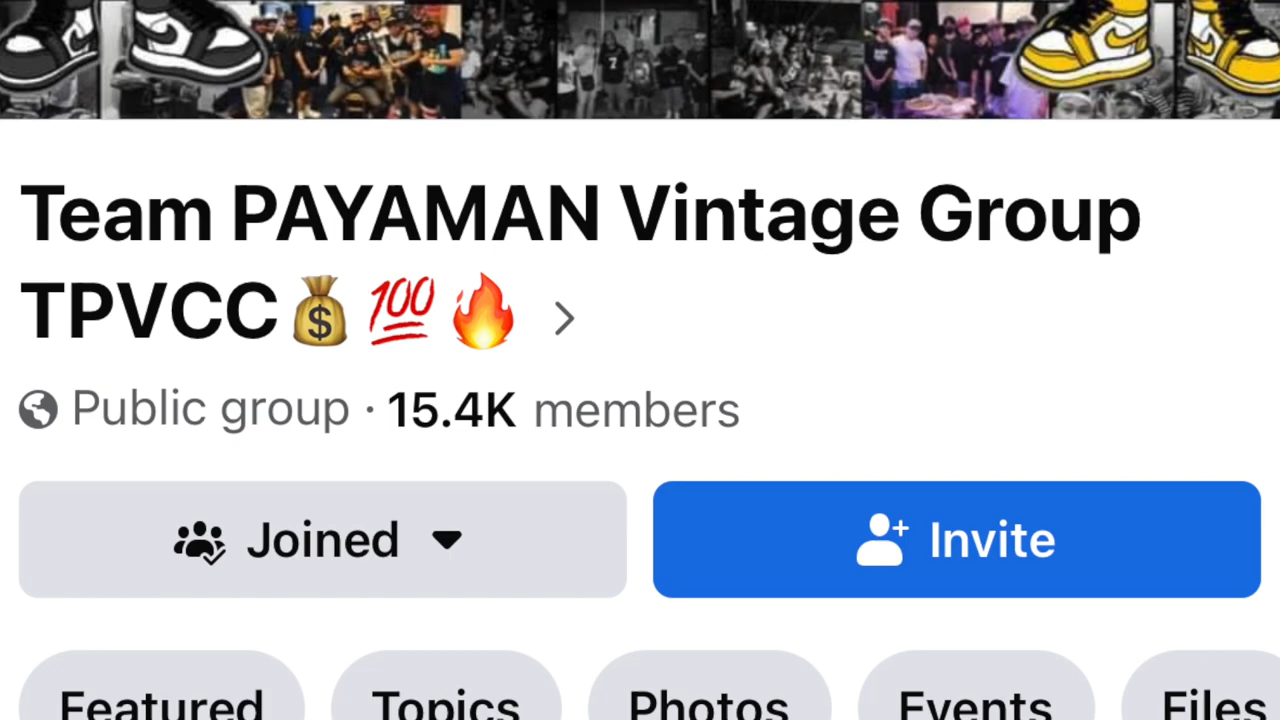 Team PAYAMAN Vintage Group
TPVCC💰💯🔥 >
Public group · 15.4K members
Joined
Invite
Featured
Topics
Photos
Events
Files